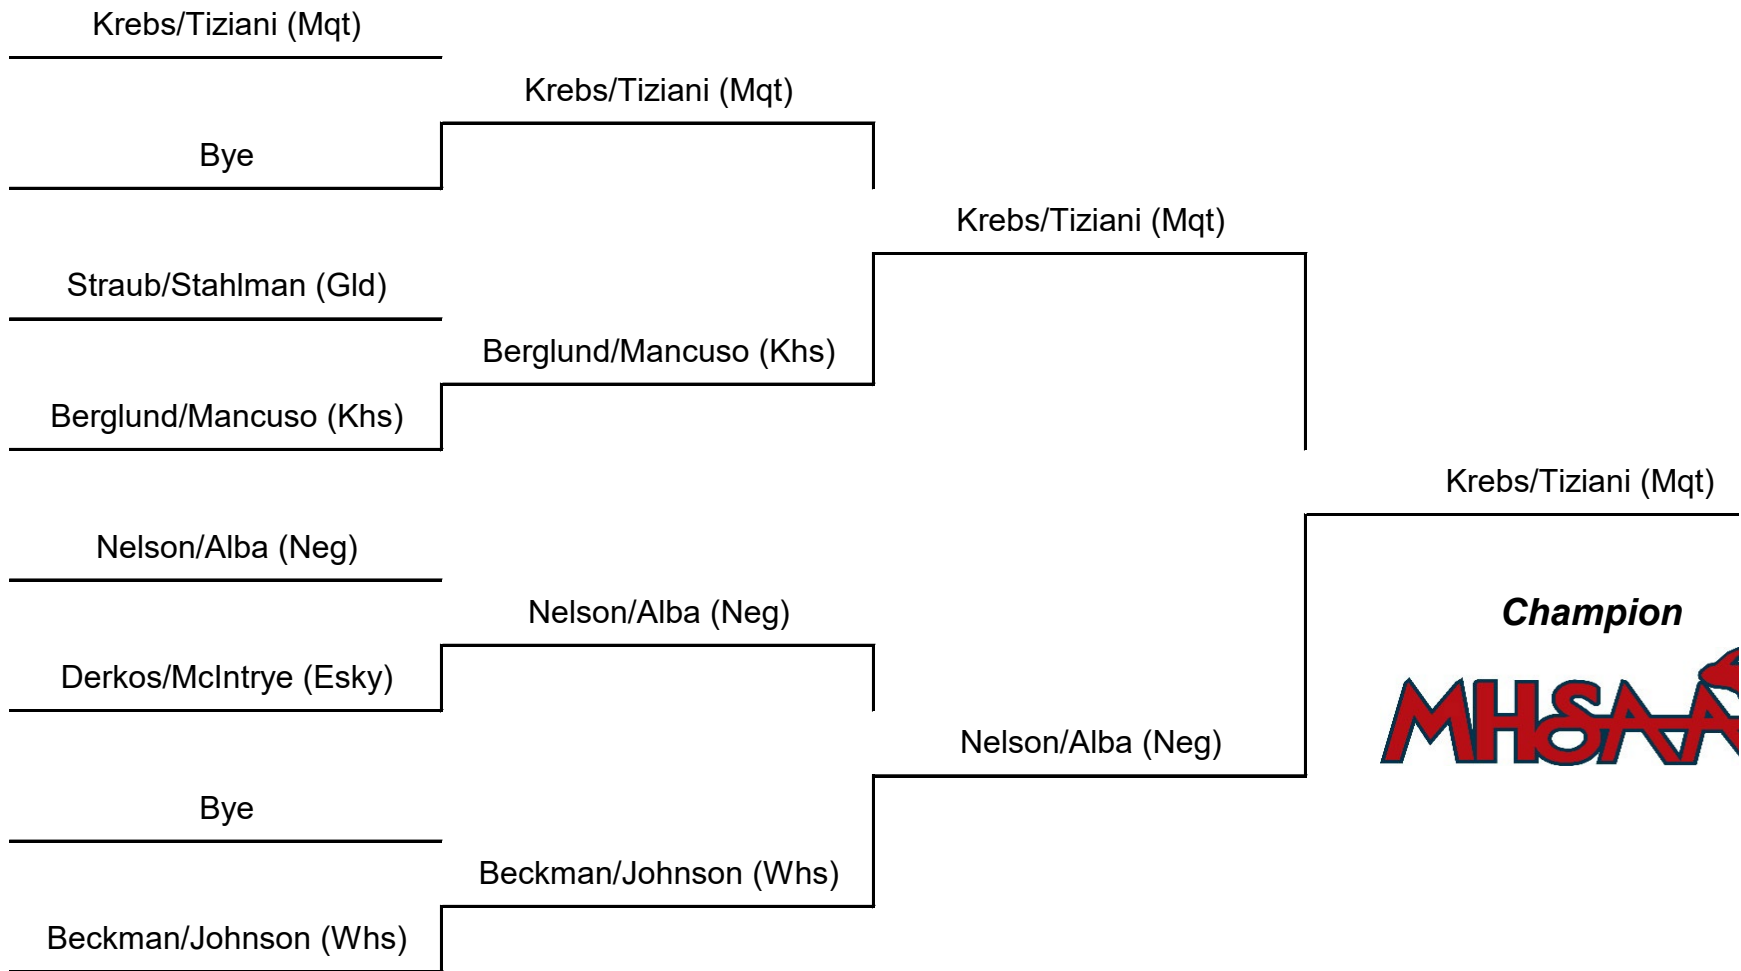 Krebs/Tiziani (Mqt)
Krebs/Tiziani (Mqt)
Bye
Krebs/Tiziani (Mqt)
Straub/Stahlman (Gld)
Berglund/Mancuso (Khs)
Berglund/Mancuso (Khs)
Krebs/Tiziani (Mqt)
Nelson/Alba (Neg)
Nelson/Alba (Neg)
Champion
Derkos/McIntrye (Esky)
MHSAA
Nelson/Alba (Neg)
Bye
Beckman/Johnson (Whs)
Beckman/Johnson (Whs)